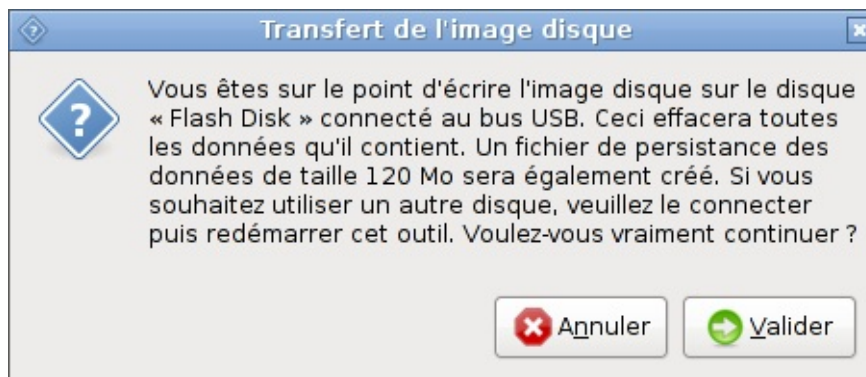 Transfert de l'image disque
Vous êtes sur le point d'écrire l'image disque sur le disque
« Flash Disk » connecté au bus USB. Ceci effacera toutes
les données qu'il contient. Un fichier de persistance des
données de taille 120 Mo sera également créé. Si vous
souhaitez utiliser un autre disque, veuillez le connecter
puis redémarrer cet outil. Voulez-vous vraiment continuer ?
Annuler
Valider